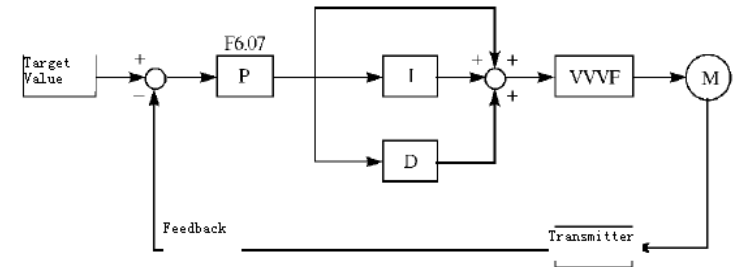 F6.07
Target
Value
+
−
P
I
D
+
+
+
VVVF
M
Feedback
Transmitter